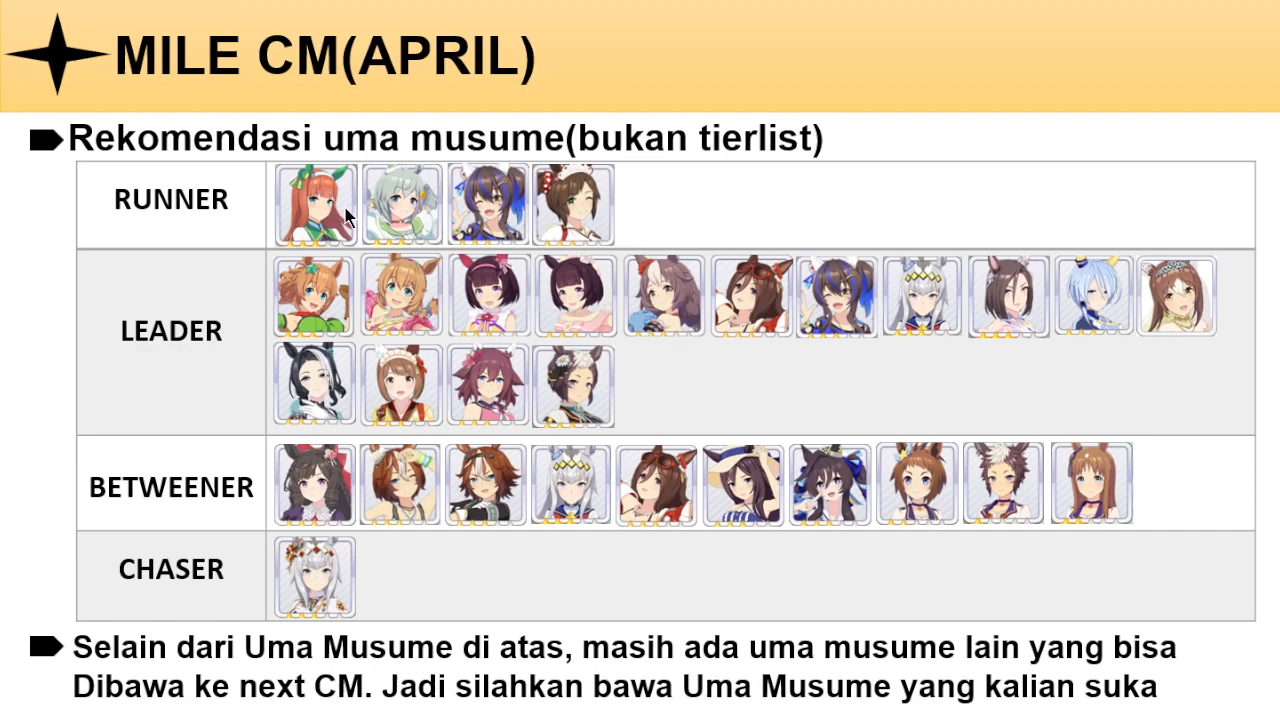 MILE CM(APRIL)
Rekomendasi uma musume(bukan tierlist)
RUNNER
LEADER
BETWEENER
CHASER
Selain dari Uma Musume di atas, masih ada uma musume lain yang bisa
Dibawa ke next CM. Jadi silahkan bawa Uma Musume yang kalian suka